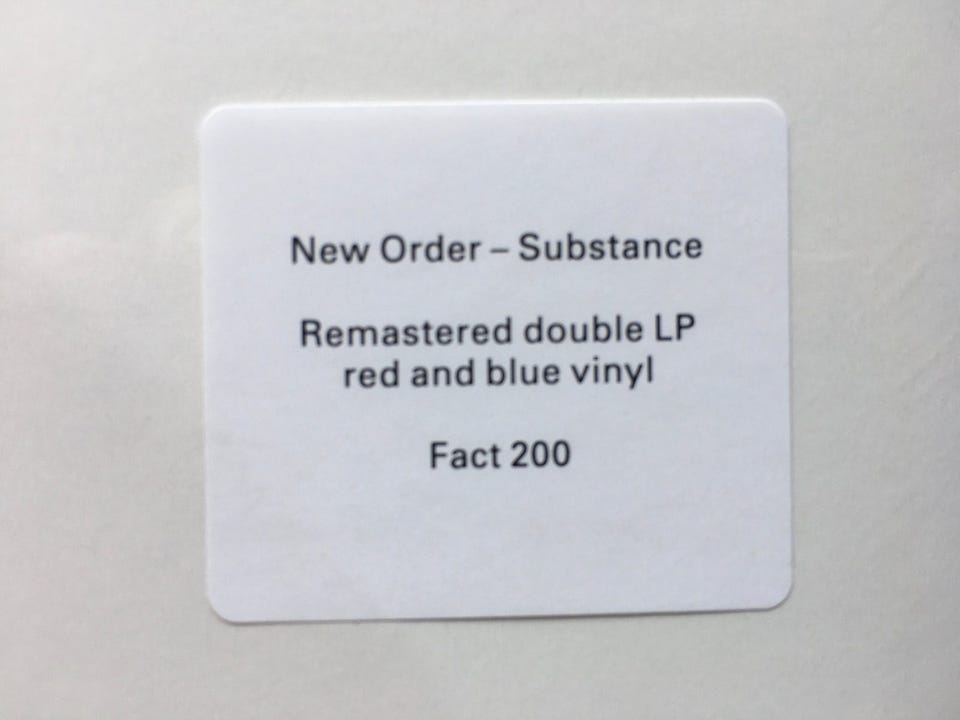 New Order – Substance
Remastered double LP
red and blue vinyl
Fact 200